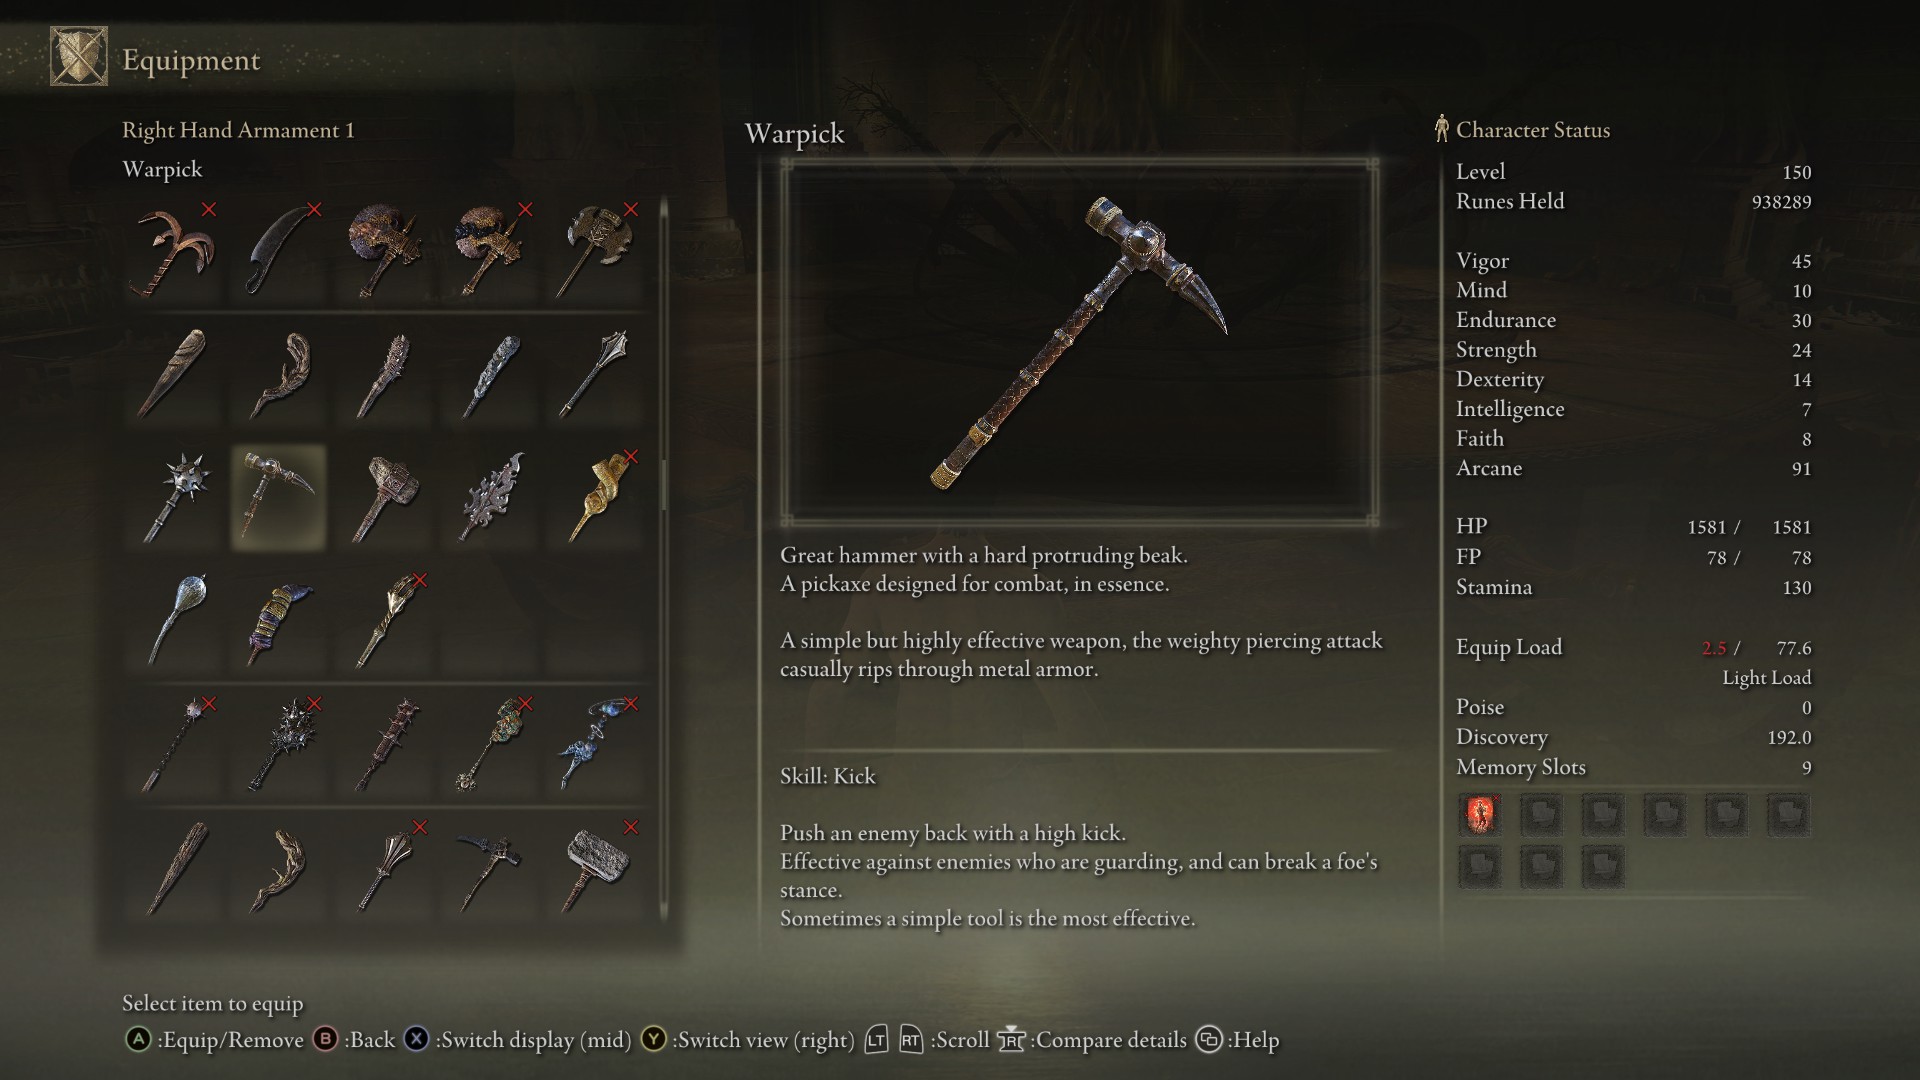 Equipment
Right Hand Armament 1
Warpick
Warpick
Great hammer with a hard protruding beak.
A pickaxe designed for combat, in essence.
A simple but highly effective weapon, the weighty piercing attack
casually rips through metal armor.
Skill: Kick
Push an enemy back with a high kick.
Effective against enemies who are guarding, and can break a foe's
stance.
Sometimes a simple tool is the most effective.
Character Status
Level 150
Runes Held 938289
Vigor 45
Mind 10
Endurance 30
Strength 24
Dexterity 14
Intelligence 7
Faith 8
Arcane 91
HP 1581 / 1581
FP 78 / 78
Stamina 130
Equip Load 2.5 / 77.6
Light Load
Poise 0
Discovery 192.0
Memory Slots 9
Select item to equip
A :Equip/Remove B :Back X :Switch display (mid) Y :Switch view (right) LT RT :Scroll R :Compare details :Help